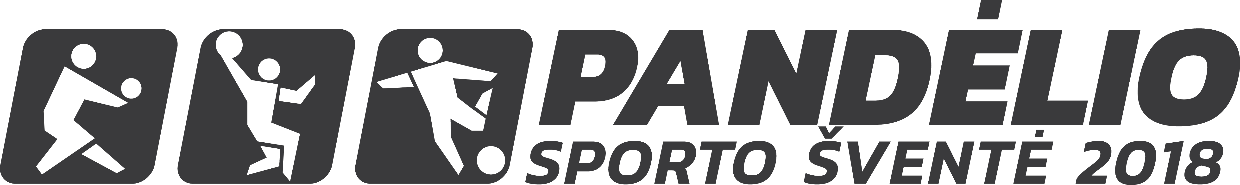 PANDĖLIO
SPORTO ŠVENTĖ 2018